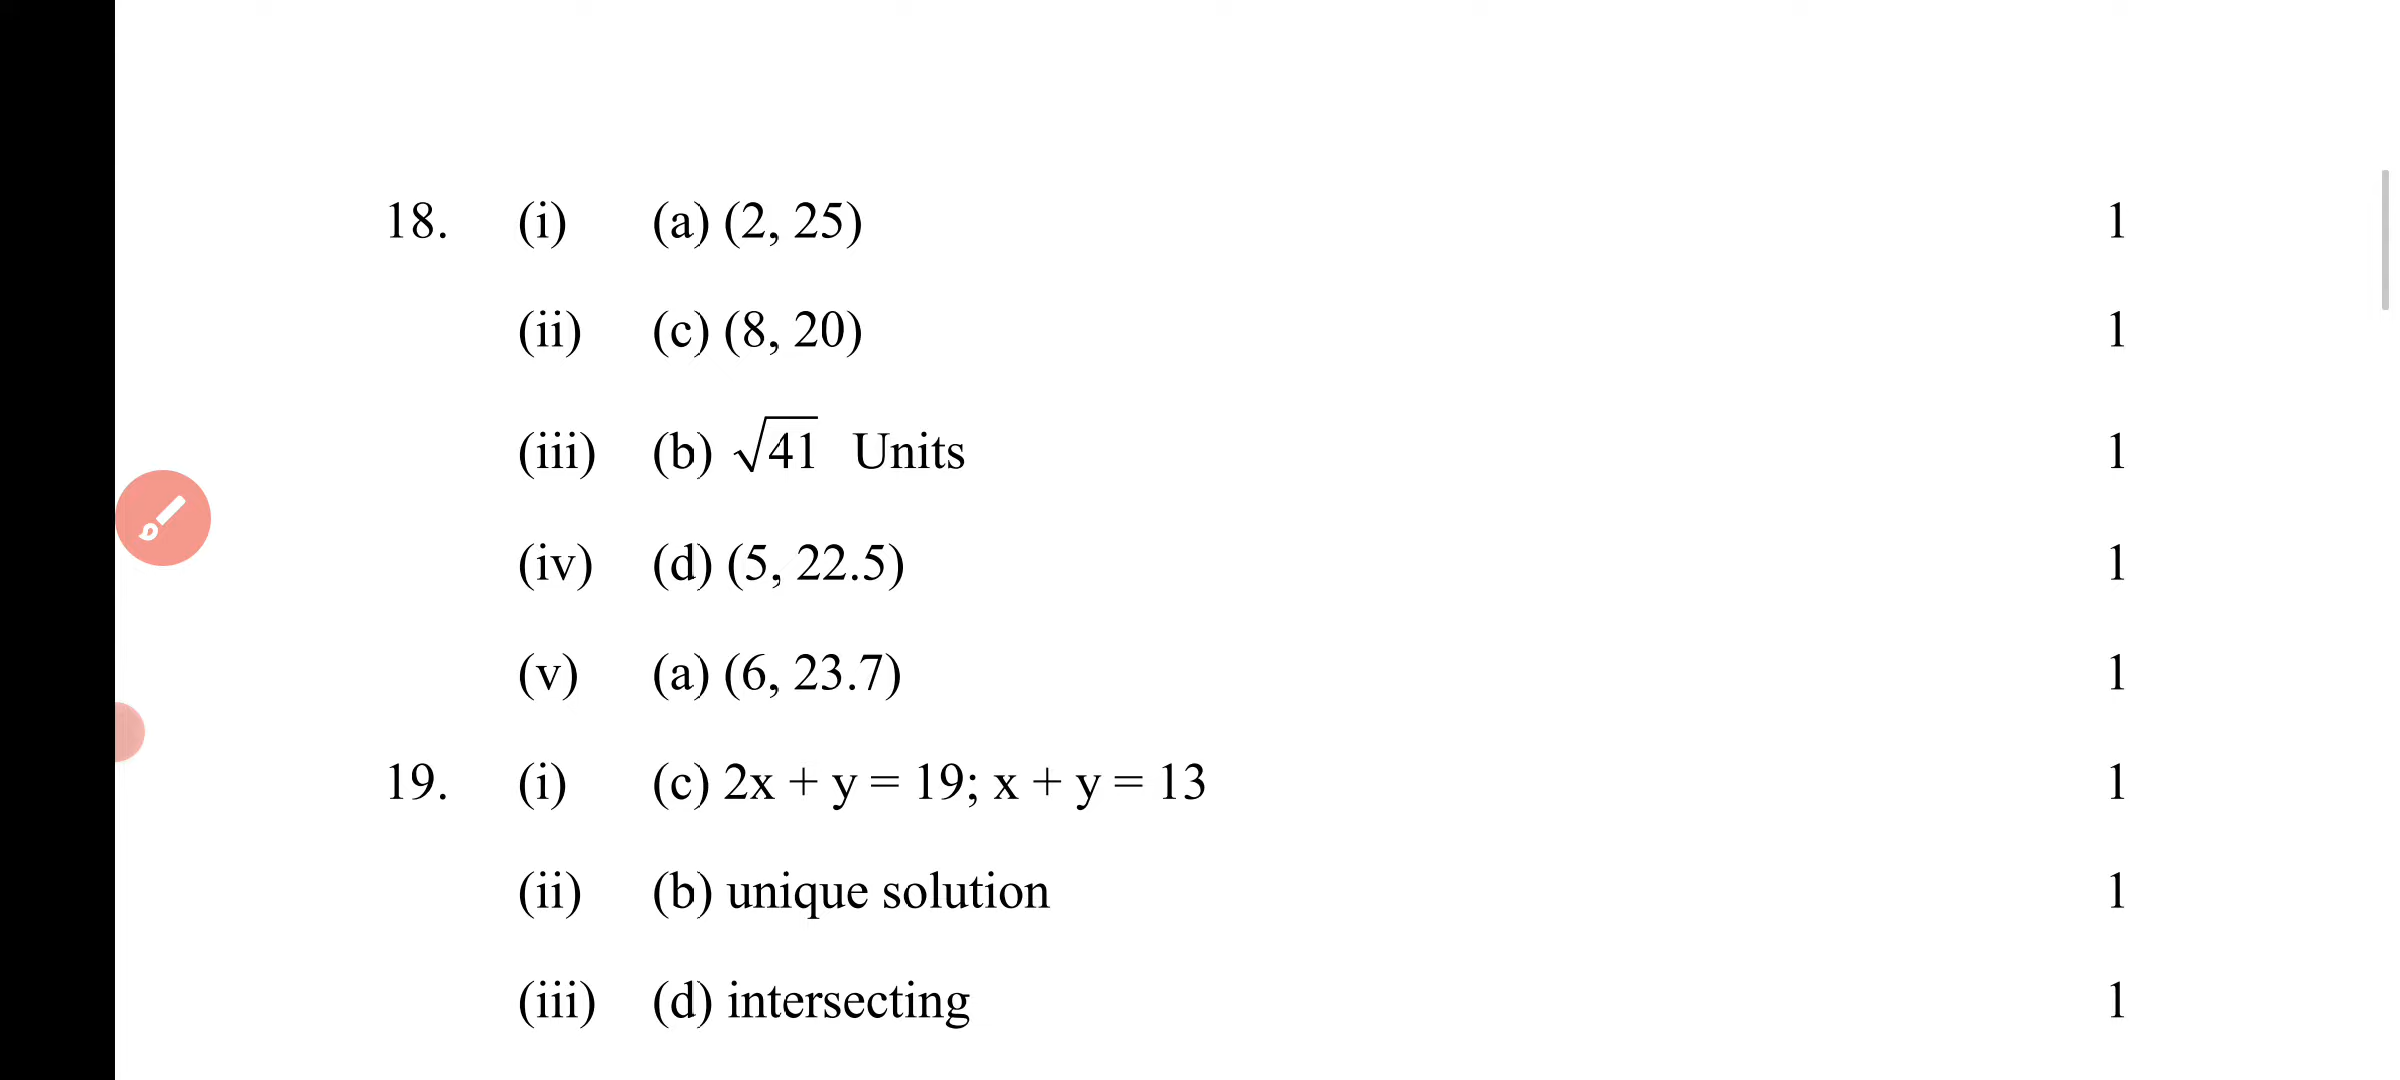 18. (i) (a) (2, 25) 1
(ii) (c) (8, 20) 1
(iii) (b) √41 Units 1
(iv) (d) (5, 22.5) 1
(v) (a) (6, 23.7) 1
19. (i) (c) 2x + y = 19; x + y = 13 1
(ii) (b) unique solution 1
(iii) (d) intersecting 1